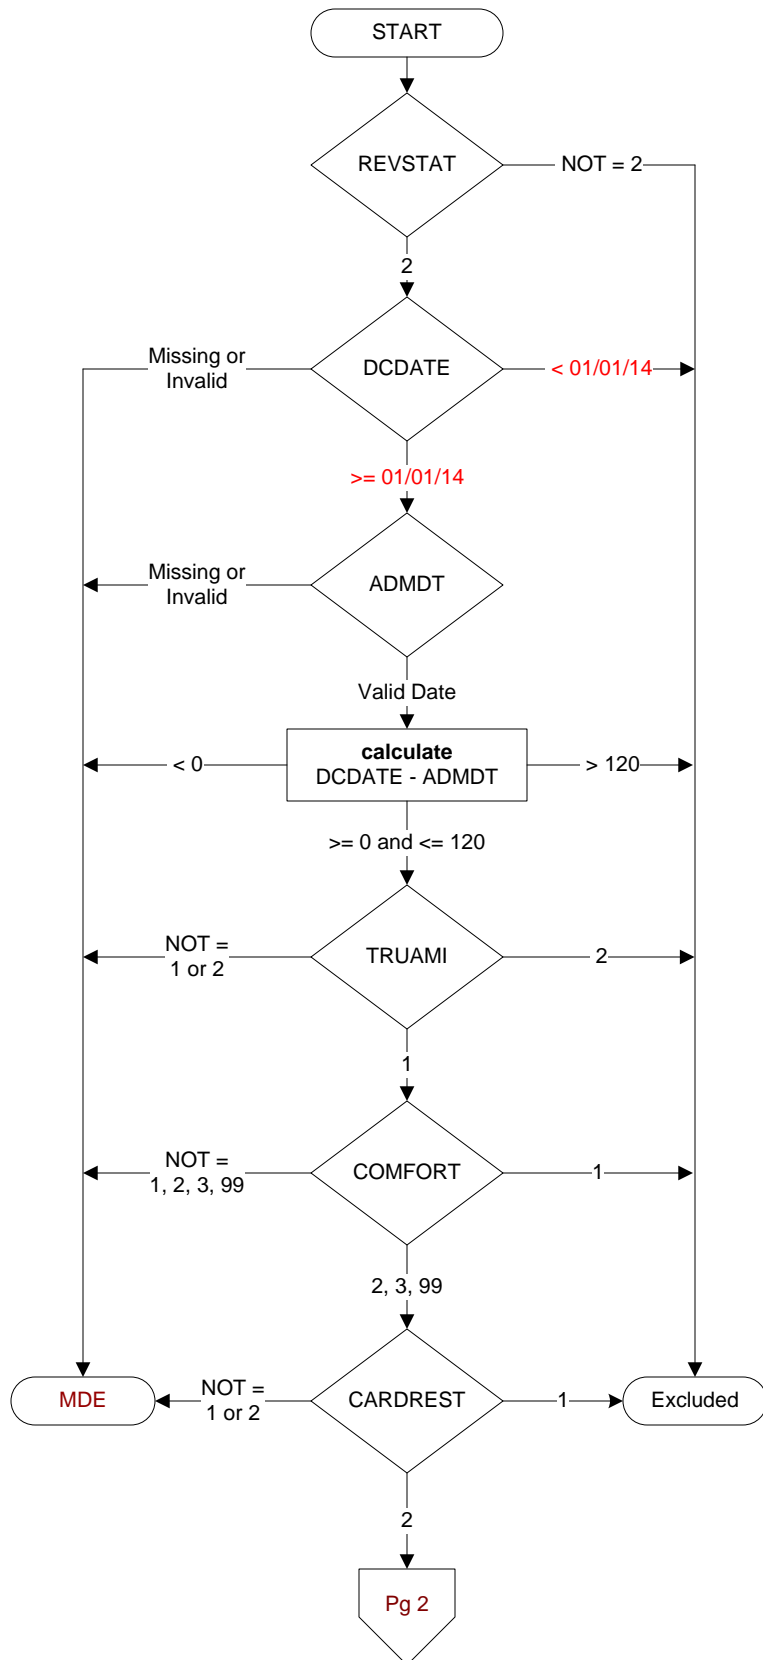 START
REVSTAT
NOT = 2
2
Missing or
Invalid
DCDATE
< 01/01/14
>= 01/01/14
Missing or
Invalid
ADMDT
Valid Date
< 0
calculate
DCDATE - ADMDT
> 120
>= 0 and <= 120
NOT =
1 or 2
TRUAMI
2
1
NOT =
1, 2, 3, 99
COMFORT
1
2, 3, 99
MDE
NOT =
1 or 2
CARDREST
1
Excluded
2
Pg 2